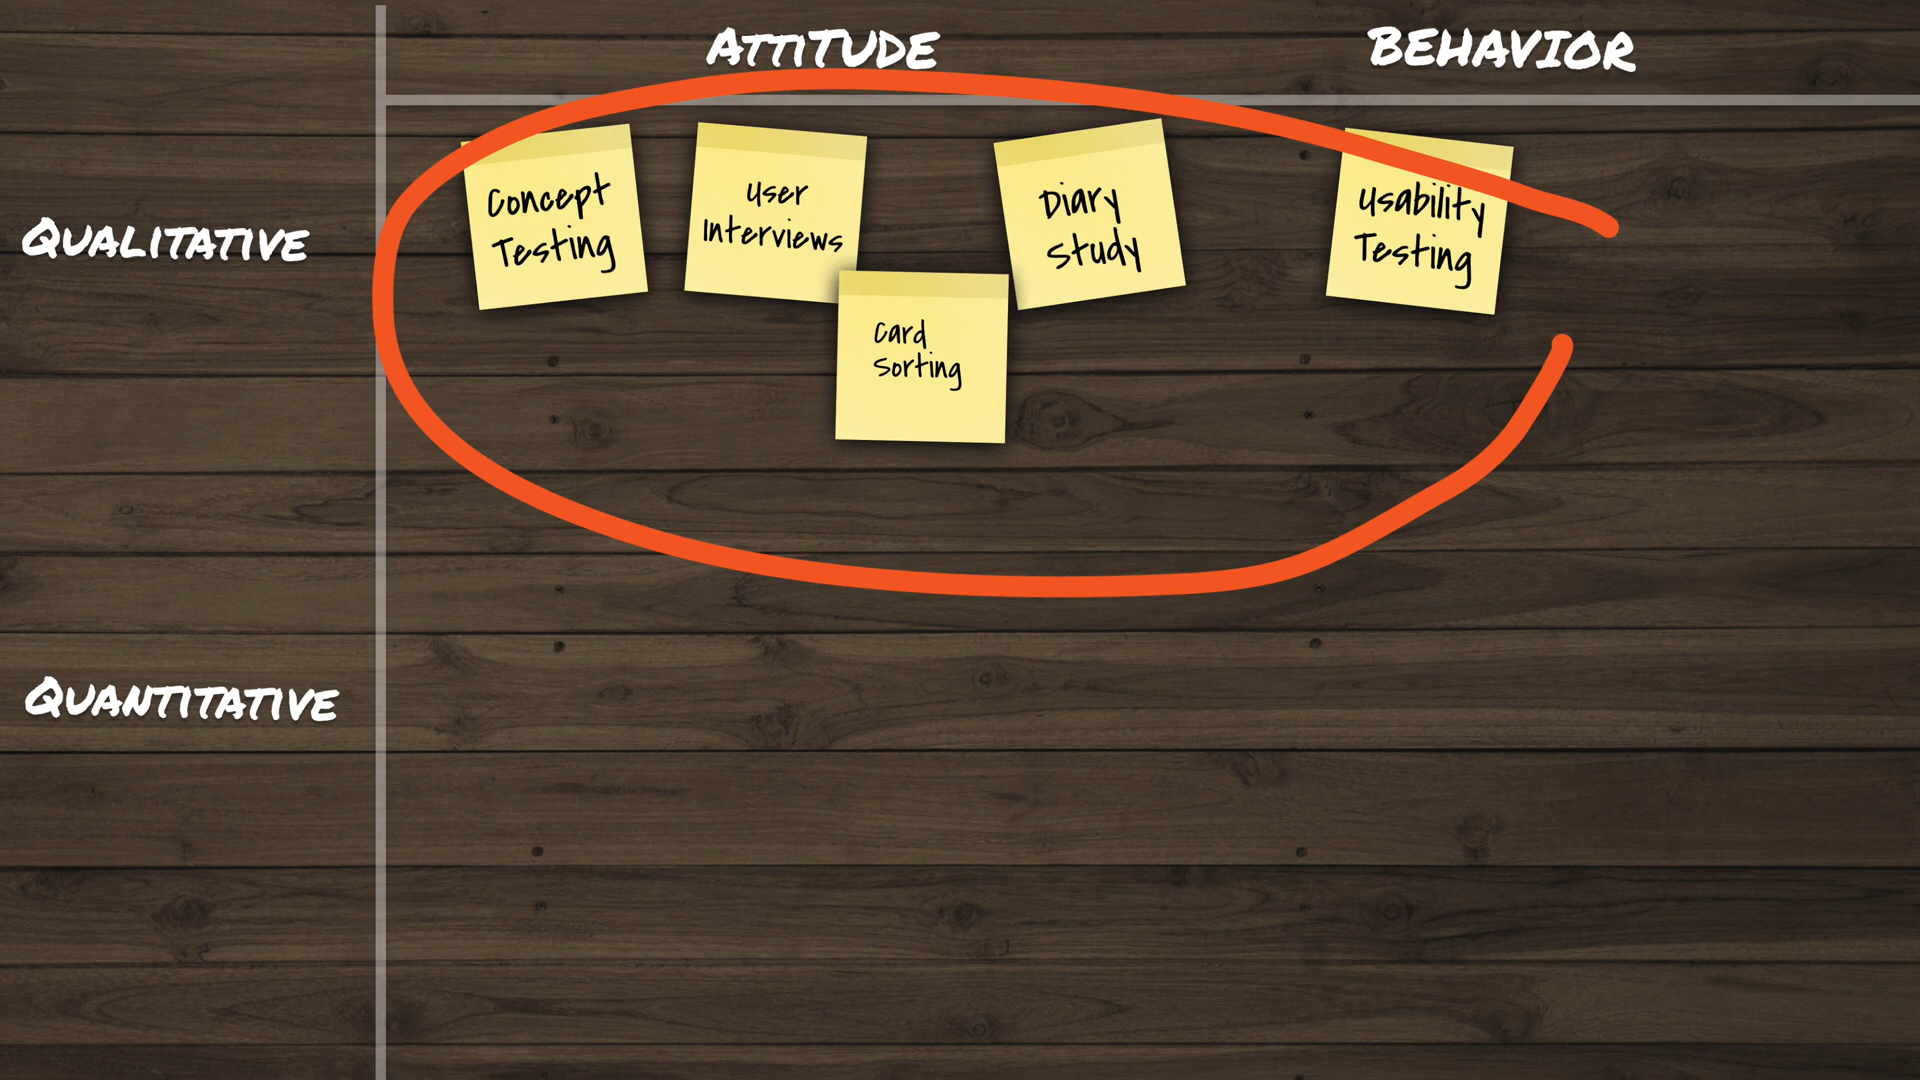 ATTITUDE
BEHAVIOR
QUALITATIVE
Concept
Testing
User
Interviews
Diary
Study
Usability
Testing
Card
Sorting
QUANTITATIVE